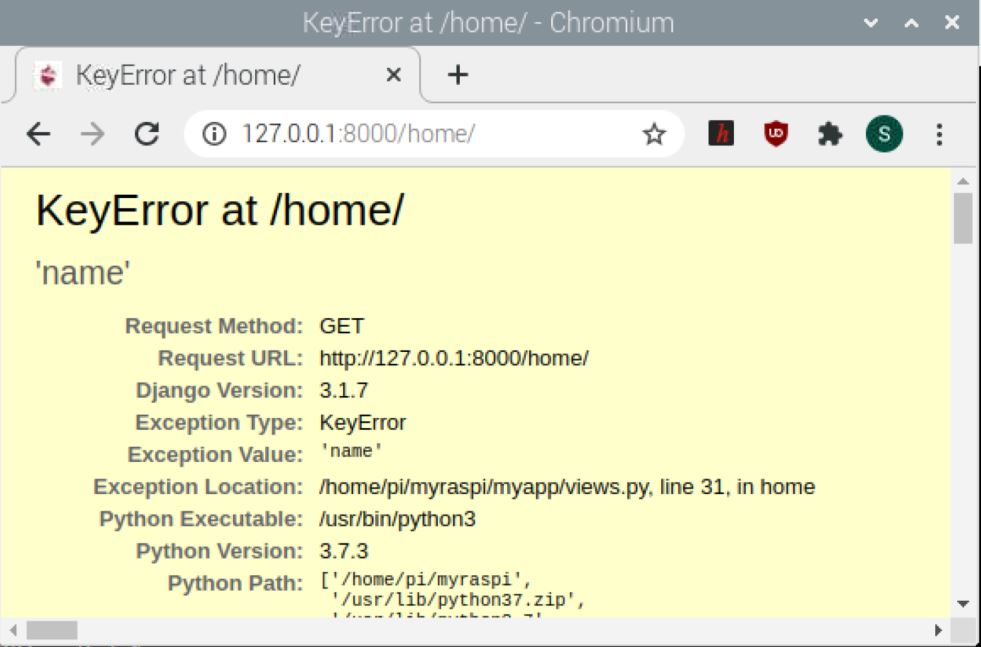 KeyError at /home/ - Chromium
KeyError at /home/
127.0.0.1:8000/home/
h
UD
S
KeyError at /home/
'name'
Request Method: GET
Request URL: http://127.0.0.1:8000/home/
Django Version: 3.1.7
Exception Type: KeyError
Exception Value: 'name'
Exception Location: /home/pi/myraspi/myapp/views.py, line 31, in home
Python Executable: /usr/bin/python3
Python Version: 3.7.3
Python Path: ['/home/pi/myraspi',
'/usr/lib/python37.zip',